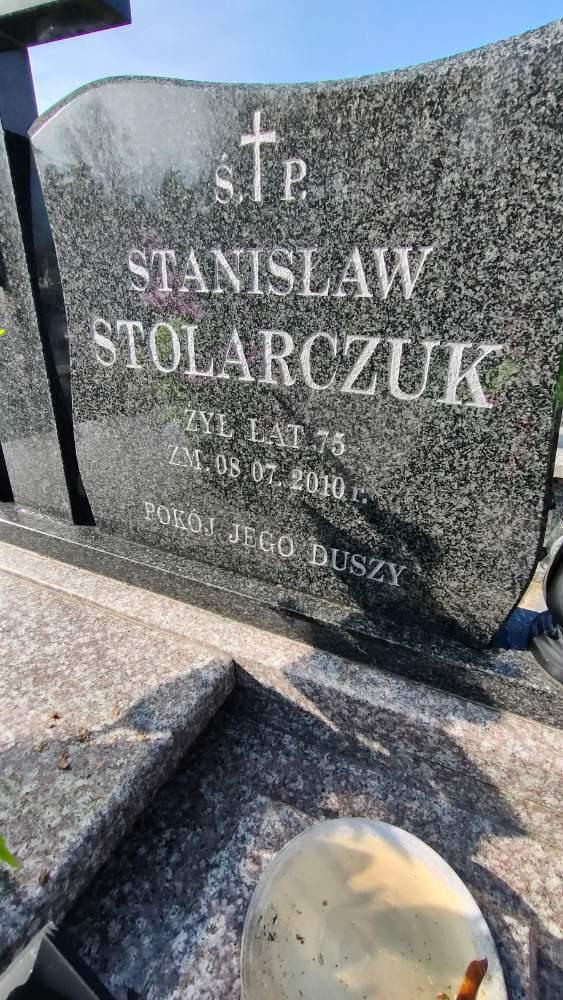 Ś. P.
STANISŁAW
STOLARCZUK
ŻYŁ LAT 75
ZM. 08 07. 2010 r.
POKÓJ JEGO DUSZY